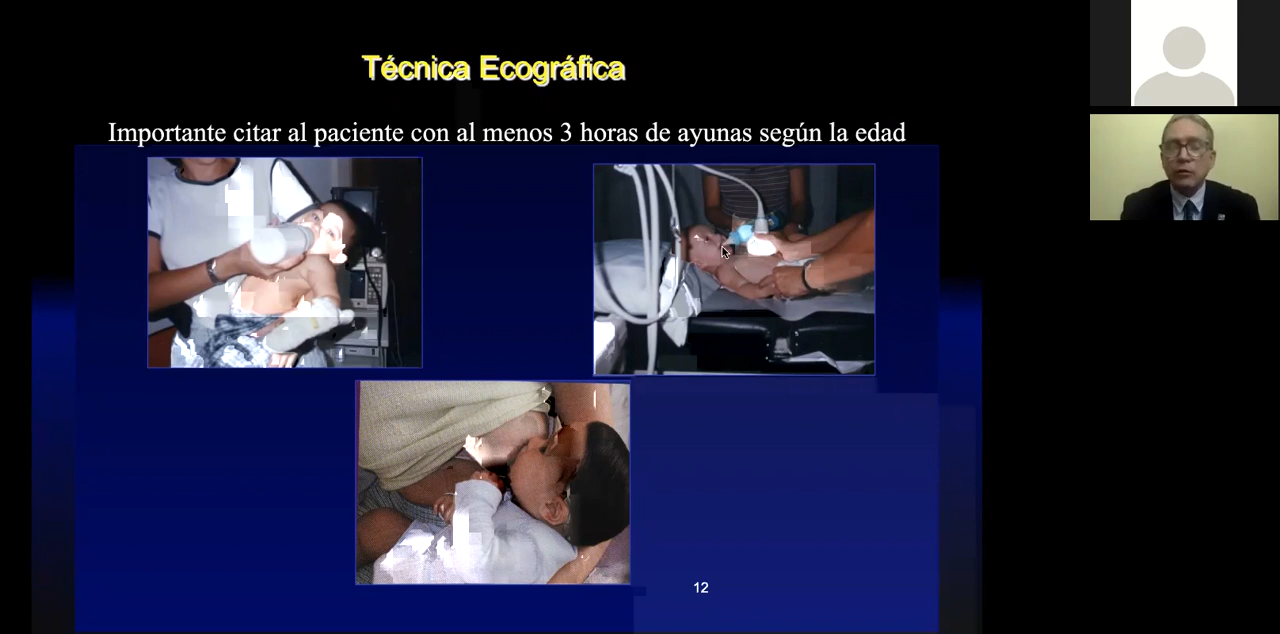 Técnica Ecográfica
Importante citar al paciente con al menos 3 horas de ayunas según la edad
12